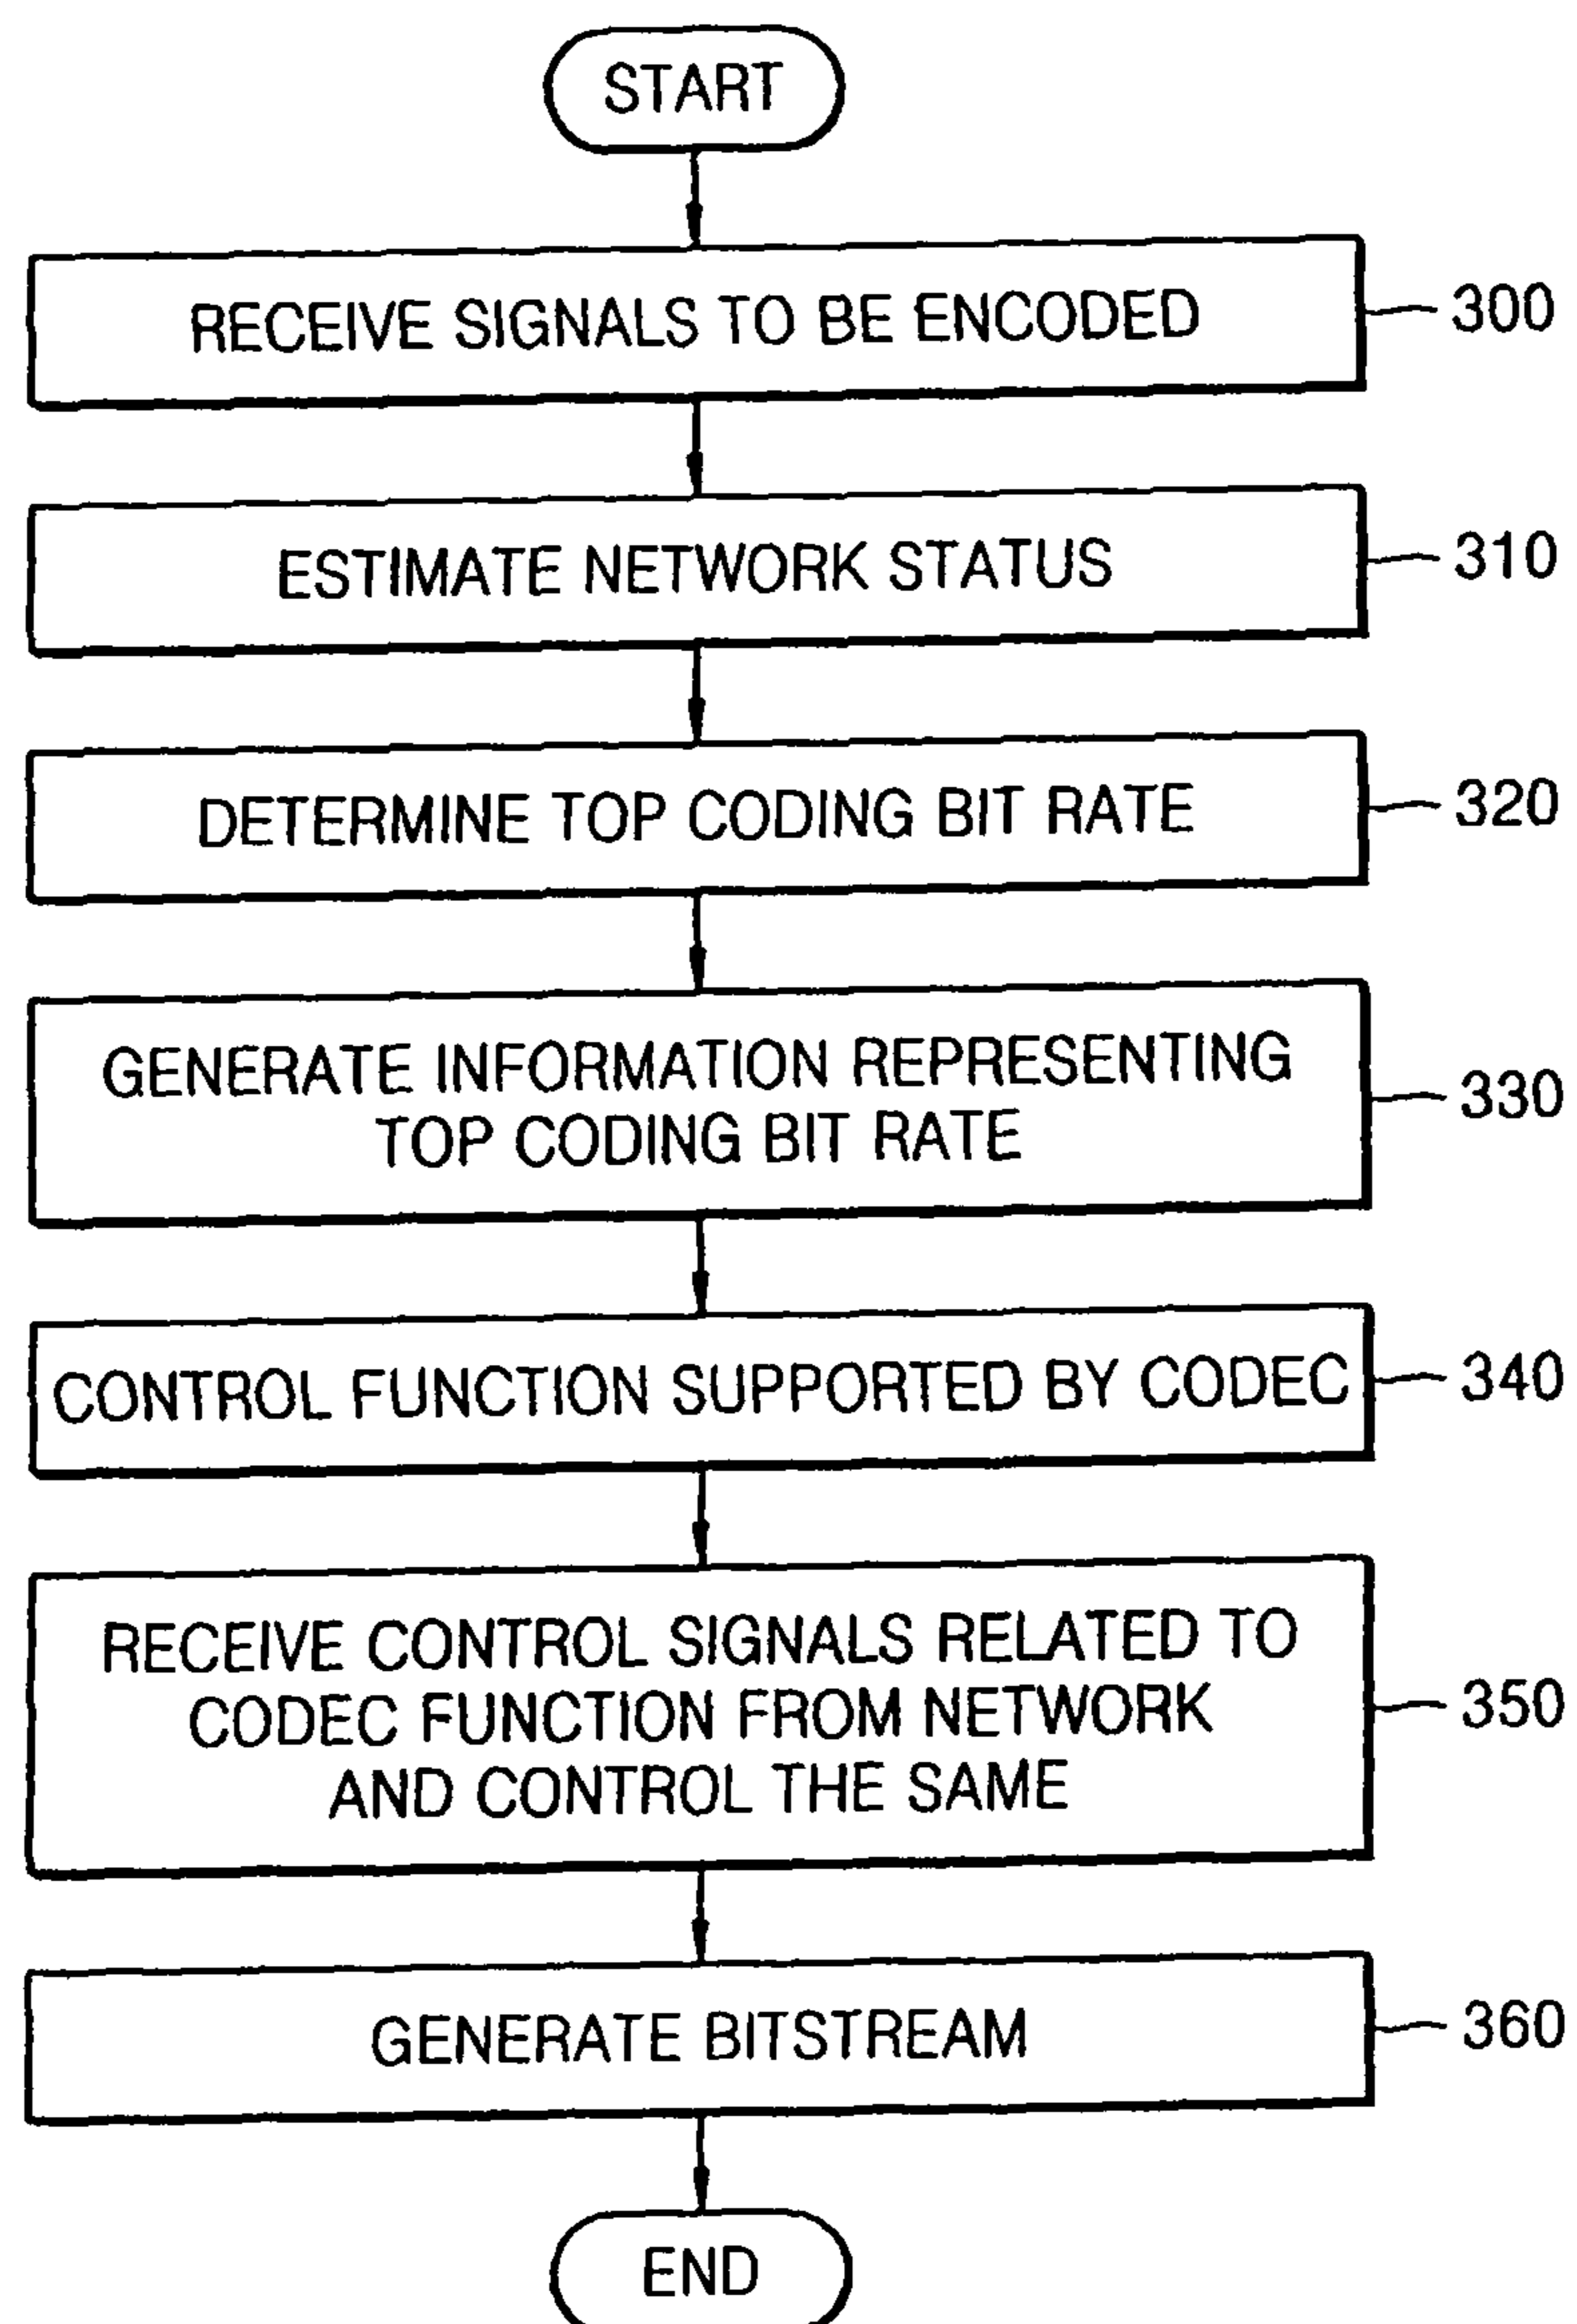 START
RECEIVE SIGNALS TO BE ENCODED
300
ESTIMATE NETWORK STATUS
310
DETERMINE TOP CODING BIT RATE
320
GENERATE INFORMATION REPRESENTING
TOP CODING BIT RATE
330
CONTROL FUNCTION SUPPORTED BY CODEC
340
RECEIVE CONTROL SIGNALS RELATED TO
CODEC FUNCTION FROM NETWORK
AND CONTROL THE SAME
350
GENERATE BITSTREAM
360
END